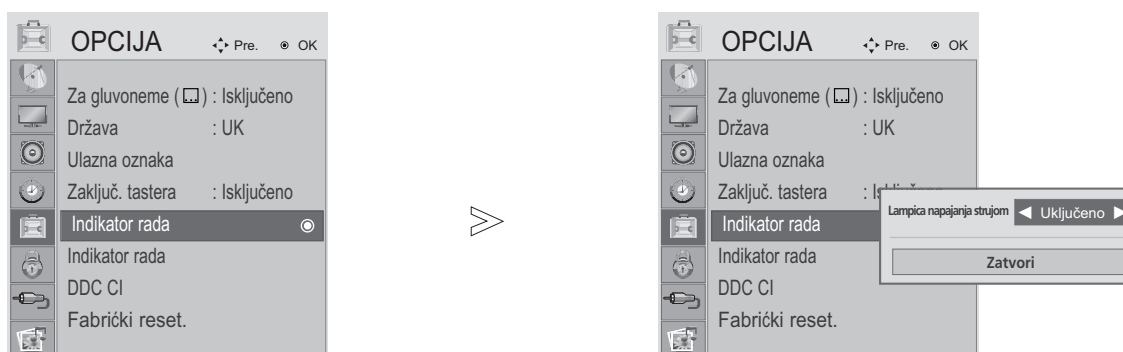 OPCIJA Pre. OK
Za gluvoneme ( ) : Isključeno
Država : UK
Ulazna oznaka
Zaključ. tastera : Isključeno
Indikator rada
Indikator rada
DDC CI
Fabrićki reset.
OPCIJA Pre. OK
Za gluvoneme ( ) : Isključeno
Država : UK
Ulazna oznaka
Zaključ. tastera :
Indikator rada
Indikator rada
DDC CI
Fabrićki reset.
Lampica napajanja strujom ◀ Uključeno ▶
Zatvori